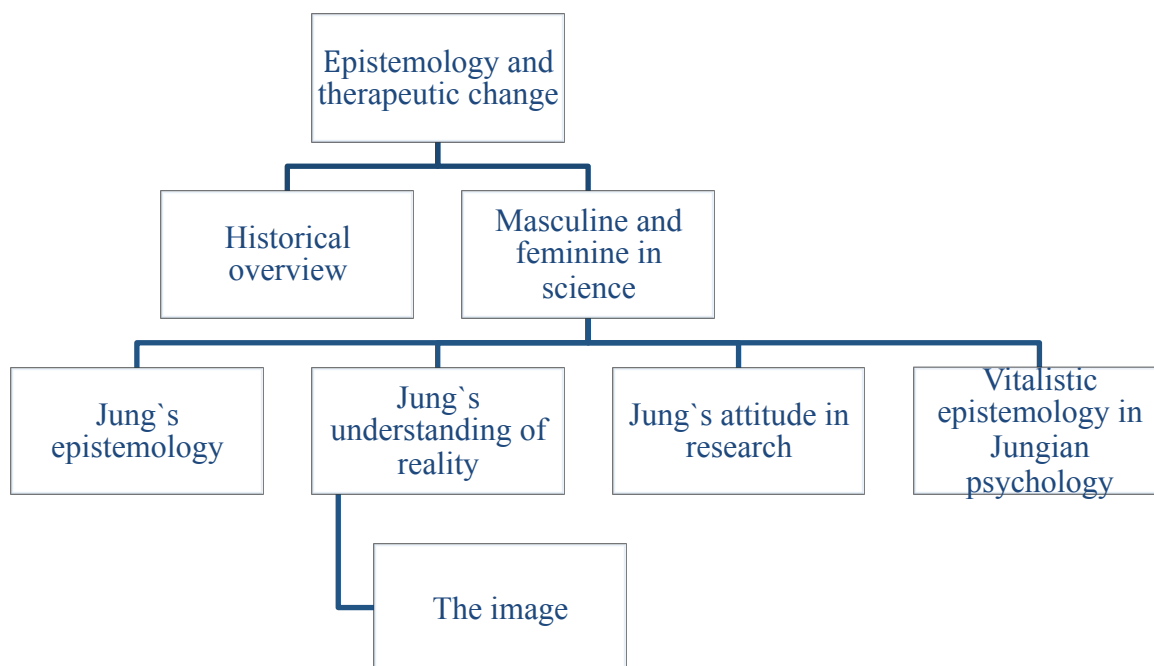 Epistemology and
therapeutic change
Historical
overview
Masculine and
feminine in
science
Jung`s
epistemology
Jung`s
understanding of
reality
Jung`s attitude in
research
Vitalistic
epistemology in
Jungian
psychology
The image